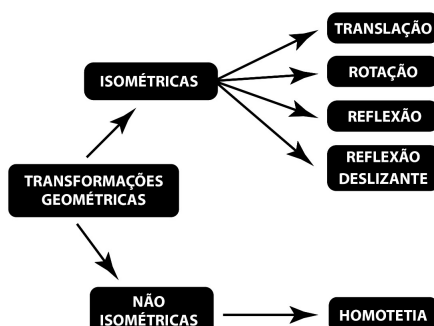 TRANSLAÇÃO
ISOMÉTRICAS
ROTAÇÃO
REFLEXÃO
REFLEXÃO
DESLIZANTE
TRANSFORMAÇÕES
GEOMÉTRICAS
NÃO
ISOMÉTRICAS
HOMOTETIA